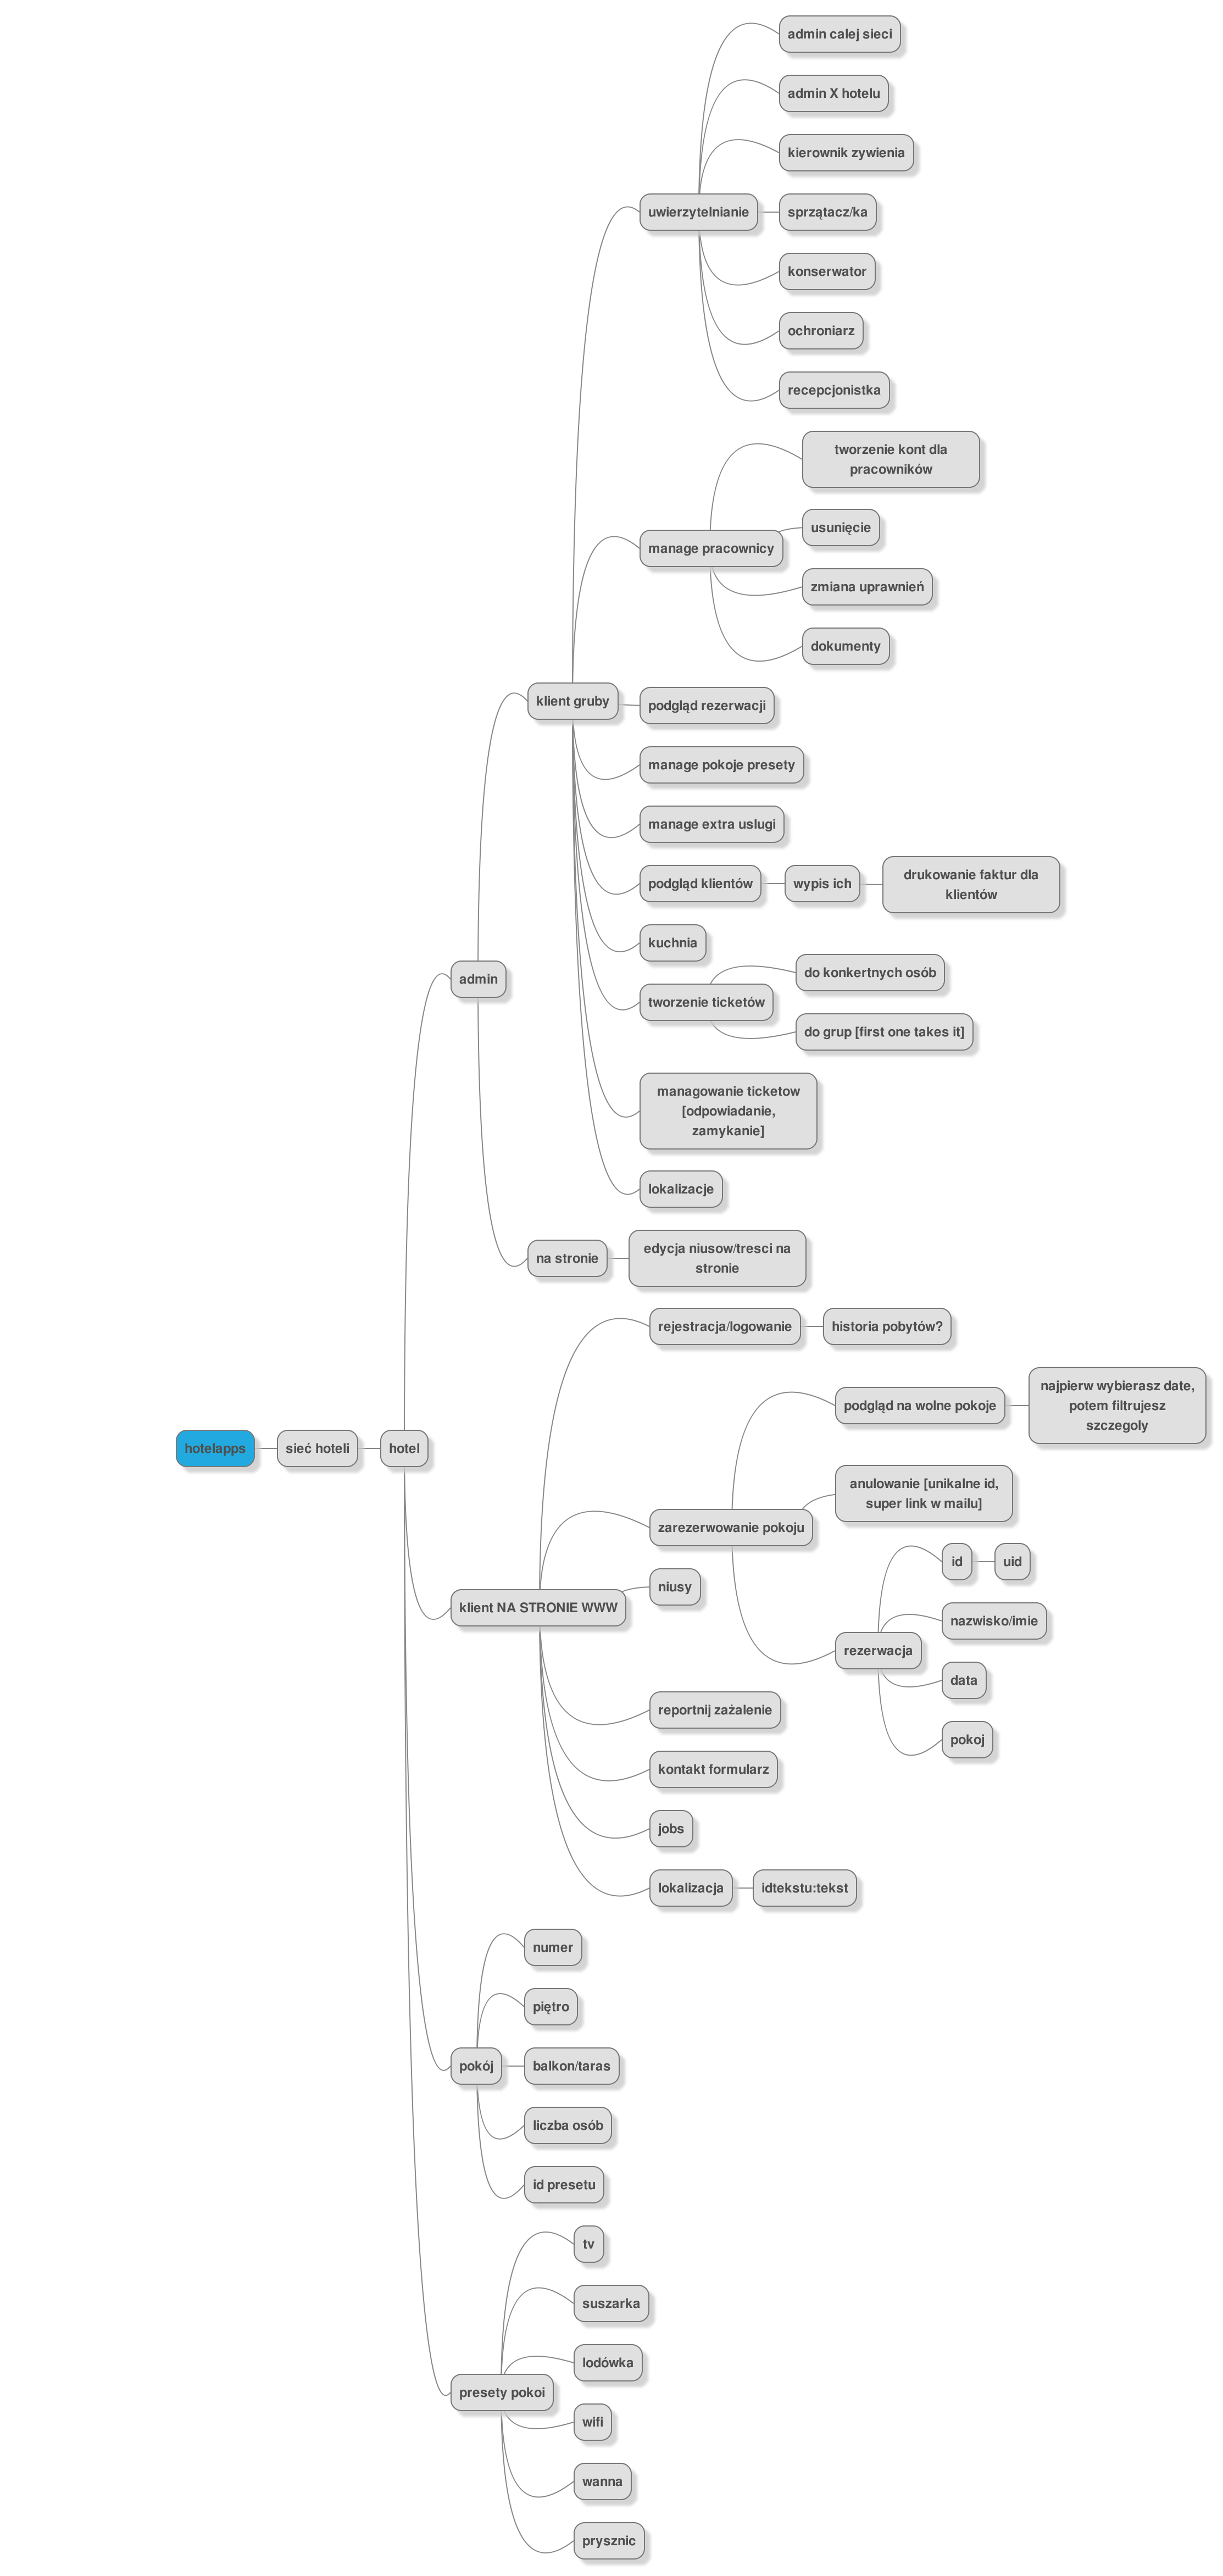 admin calej sieci
admin X hotelu
kierownik zywienia
uwierzytelnianie
sprzątacz/ka
konserwator
ochroniarz
recepcjonistka
tworzenie kont dla
pracowników
usunięcie
manage pracownicy
zmiana uprawnień
dokumenty
klient gruby
podgląd rezerwacji
manage pokoje presety
manage extra uslugi
podgląd klientów
wypis ich
drukowanie faktur dla
klientów
kuchnia
admin
do konkertnych osób
tworzenie ticketów
do grup [first one takes it]
managowanie ticketow
[odpowiadanie,
zamykanie]
lokalizacje
na stronie
edycja niusow/tresci na
stronie
rejestracja/logowanie
historia pobytów?
podgląd na wolne pokoje
najpierw wybierasz date,
potem filtrujesz
szczegoly
hotelapps
sieć hoteli
hotel
anulowanie [unikalne id,
super link w mailu]
zarezerwowanie pokoju
id
uid
niusy
klient NA STRONIE WWW
nazwisko/imie
rezerwacja
data
reportnij zażalenie
pokoj
kontakt formularz
jobs
lokalizacja
idtekstu:tekst
numer
piętro
pokój
balkon/taras
liczba osób
id presetu
tv
suszarka
lodówka
presety pokoi
wifi
wanna
prysznic